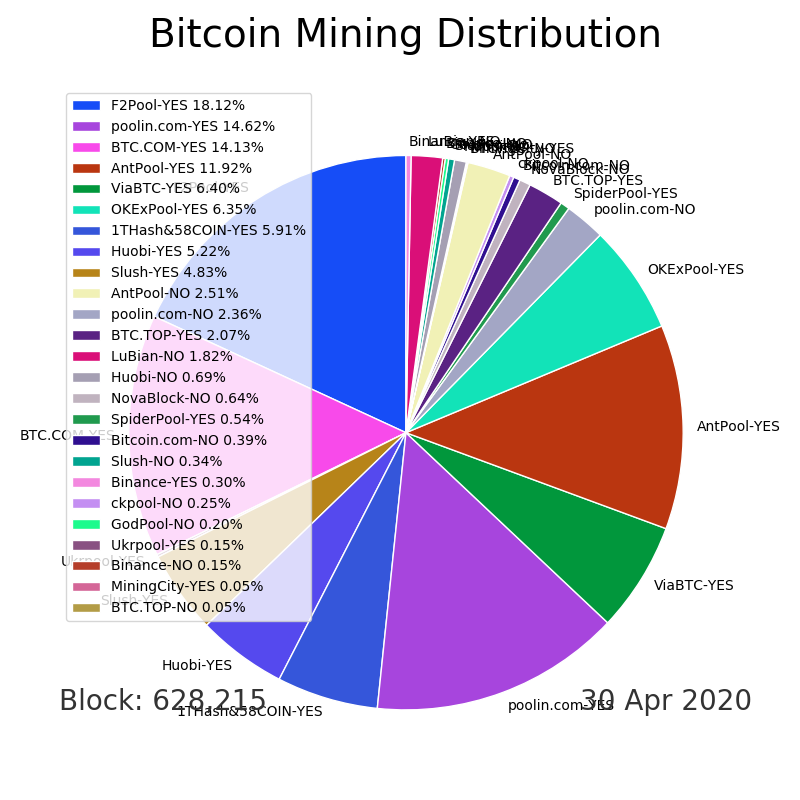 Bitcoin Mining Distribution
F2Pool-YES 18.12%
poolin.com-YES 14.62%
BTC.COM-YES 14.13%
AntPool-YES 11.92%
ViaBTC-YES 6.40%
OKExPool-YES 6.35%
1THash&58COIN-YES 5.91%
Huobi-YES 5.22%
Slush-YES 4.83%
AntPool-NO 2.51%
poolin.com-NO 2.36%
BTC.TOP-YES 2.07%
LuBian-NO 1.82%
Huobi-NO 0.69%
NovaBlock-NO 0.64%
SpiderPool-YES 0.54%
Bitcoin.com-NO 0.39%
Slush-NO 0.34%
Binance-YES 0.30%
ckpool-NO 0.25%
GodPool-NO 0.20%
Ukrpool-YES 0.15%
Binance-NO 0.15%
MiningCity-YES 0.05%
BTC.TOP-NO 0.05%
AntPool-NO
ckpool-NO
Bitcoin.com-NO
NovaBlock-NO
BTC.TOP-YES
SpiderPool-YES
poolin.com-NO
OKExPool-YES
AntPool-YES
ViaBTC-YES
poolin.com-YES
1THash&58COIN-YES
Huobi-YES
Slush-YES
Ukrpool-YES
BTC.COM-YES
Block: 628,215
30 Apr 2020